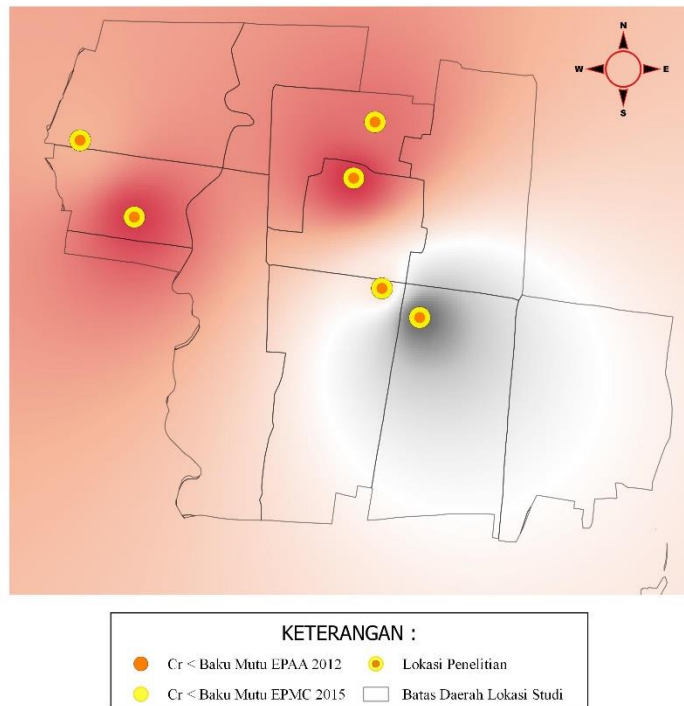 N
W E
S
KETERANGAN :
Cr < Baku Mutu EPAA 2012 Lokasi Penelitian
Cr < Baku Mutu EPMC 2015 Batas Daerah Lokasi Studi